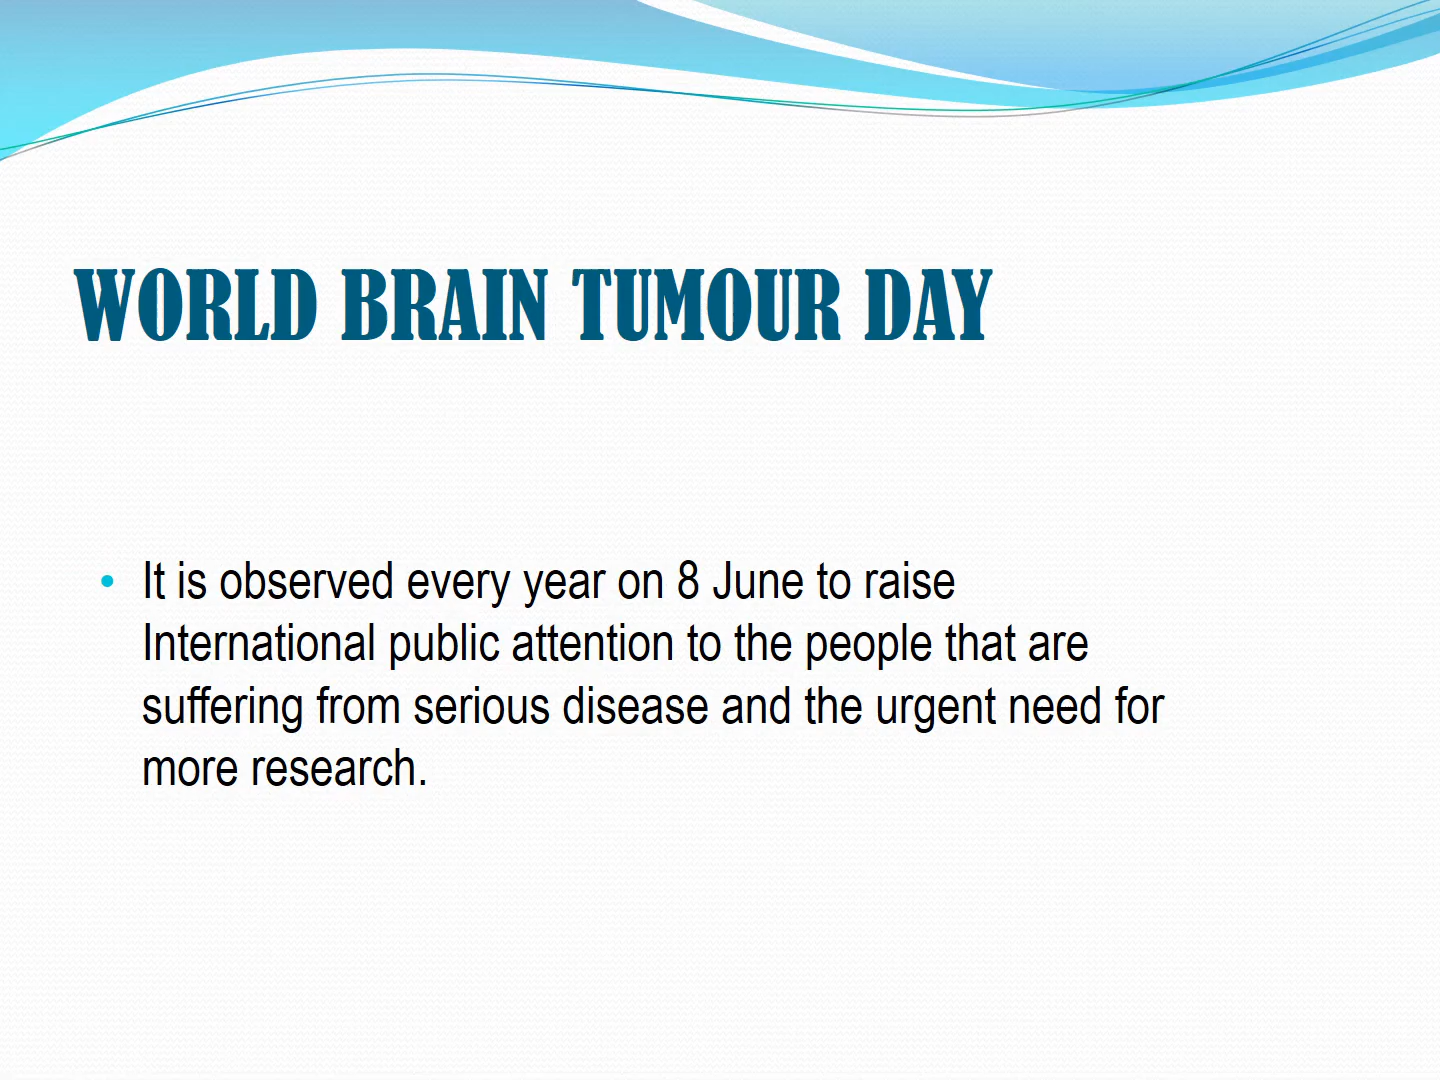 WORLD BRAIN TUMOUR DAY
• It is observed every year on 8 June to raise
International public attention to the people that are
suffering from serious disease and the urgent need for
more research.